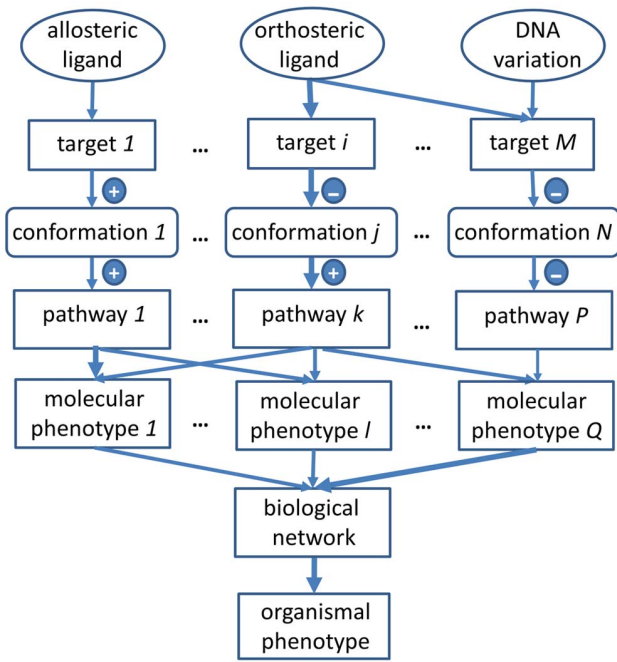 allosteric
ligand
orthosteric
ligand
DNA
variation
target 1
...
target i
...
target M
+
−
−
conformation 1
...
conformation j
...
conformation N
+
+
−
pathway 1
...
pathway k
...
pathway P
molecular
phenotype 1
...
molecular
phenotype l
...
molecular
phenotype Q
biological
network
organismal
phenotype